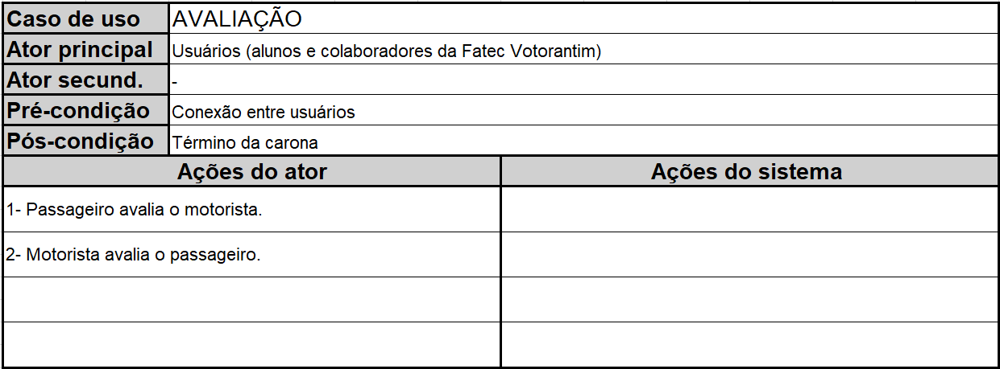 Caso de uso AVALIAÇÃO
Ator principal Usuários (alunos e colaboradores da Fatec Votorantim)
Ator secund. -
Pré-condição Conexão entre usuários
Pós-condição Término da carona
Ações do ator Ações do sistema
1- Passageiro avalia o motorista.
2- Motorista avalia o passageiro.